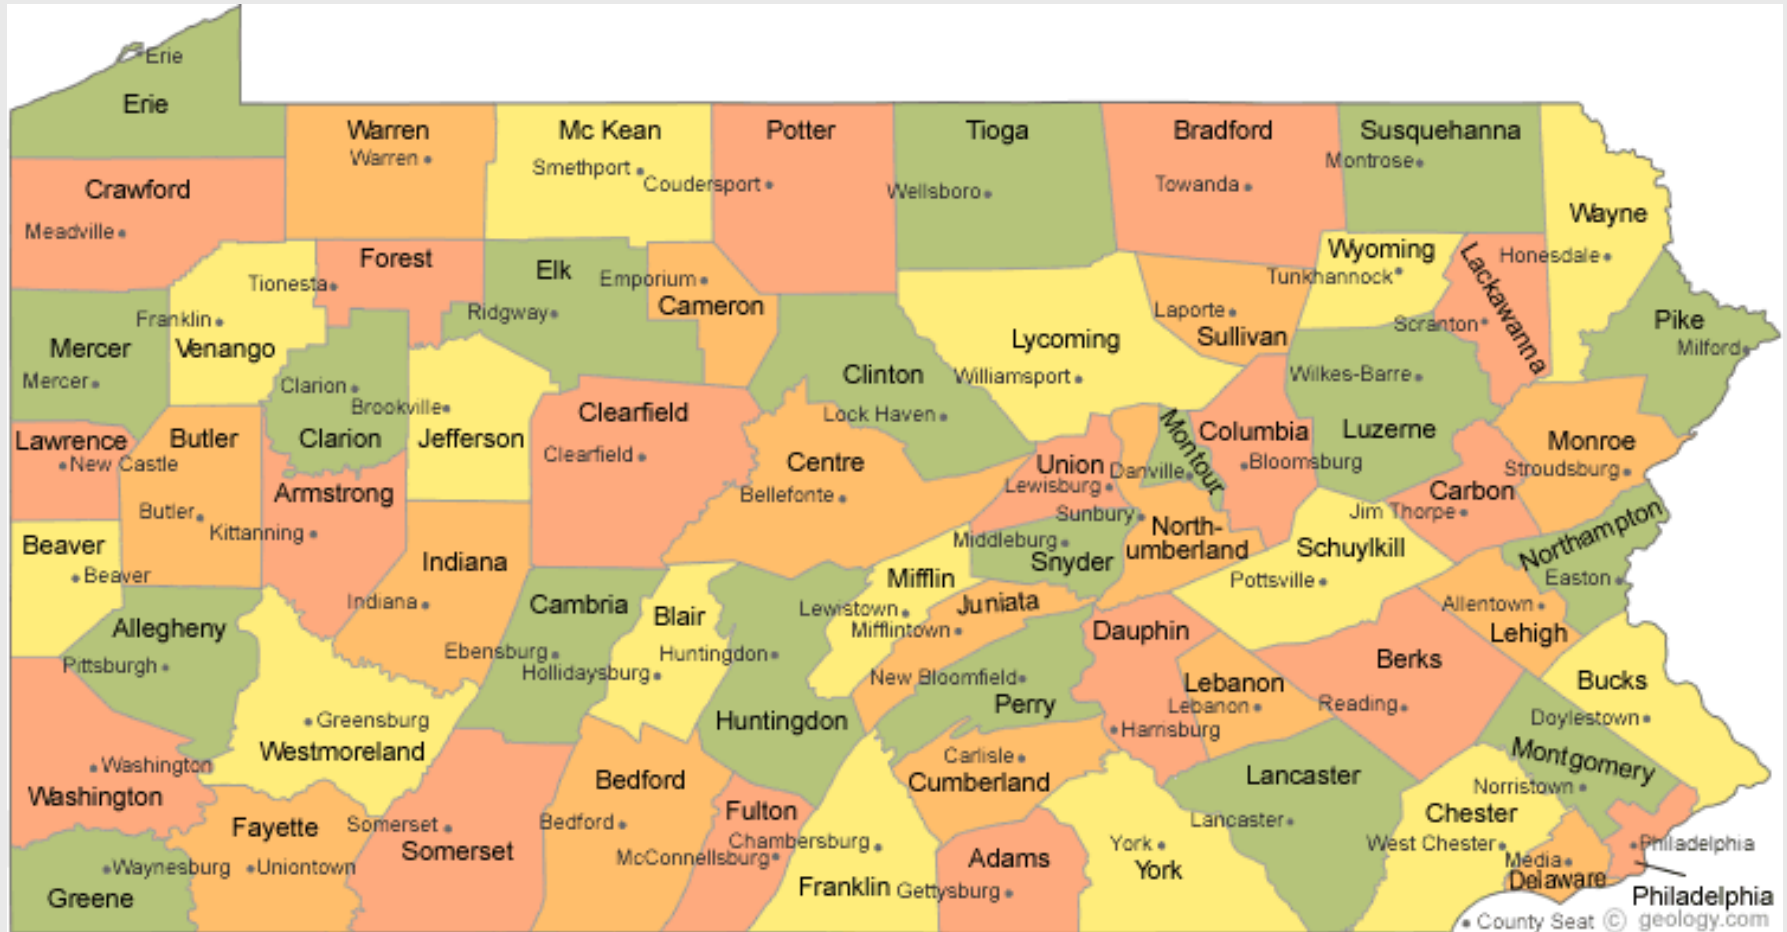 Erie
Erie
Warren
Warren
Mc Kean
Smethport
Potter
Coudersport
Tioga
Wellsboro
Bradford
Towanda
Susquehanna
Montrose
Wayne
Honesdale
Crawford
Meadville
Forest
Tionesta
Elk
Ridgway
Emporium
Cameron
Wyoming
Tunkhannock
Lackawanna
Scranton
Pike
Milford
Mercer
Mercer
Franklin
Venango
Clarion
Clarion
Brookville
Jefferson
Clearfield
Clearfield
Clinton
Lock Haven
Lycoming
Williamsport
Laporte
Sullivan
Wilkes-Barre
Luzerne
Monroe
Stroudsburg
Lawrence
New Castle
Butler
Butler
Armstrong
Kittanning
Centre
Bellefonte
Union
Lewisburg
Montour
Danville
Columbia
Bloomsburg
Carbon
Jim Thorpe
Beaver
Beaver
Indiana
Indiana
Mifflin
Lewistown
Middleburg
Snyder
Sunbury
North-
umberland
Schuylkill
Pottsville
Northampton
Easton
Allegheny
Pittsburgh
Cambria
Ebensburg
Blair
Hollidaysburg
Huntingdon
Huntingdon
Juniata
Mifflintown
New Bloomfield
Perry
Dauphin
Harrisburg
Lebanon
Lebanon
Berks
Reading
Allentown
Lehigh
Bucks
Doylestown
Washington
Washington
Greensburg
Westmoreland
Bedford
Bedford
Carlisle
Cumberland
Lancaster
Lancaster
Montgomery
Norristown
Greene
Waynesburg
Fayette
Uniontown
Somerset
Somerset
Fulton
McConnellsburg
Chambersburg
Franklin
Adams
Gettysburg
York
York
Chester
West Chester
Media
Delaware
Philadelphia
Philadelphia
County Seat © geology.com